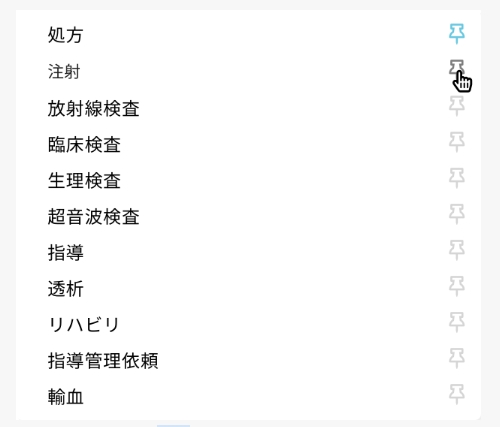 処方
注射
放射線検査
臨床検査
生理検査
超音波検査
指導
透析
リハビリ
指導管理依頼
輸血